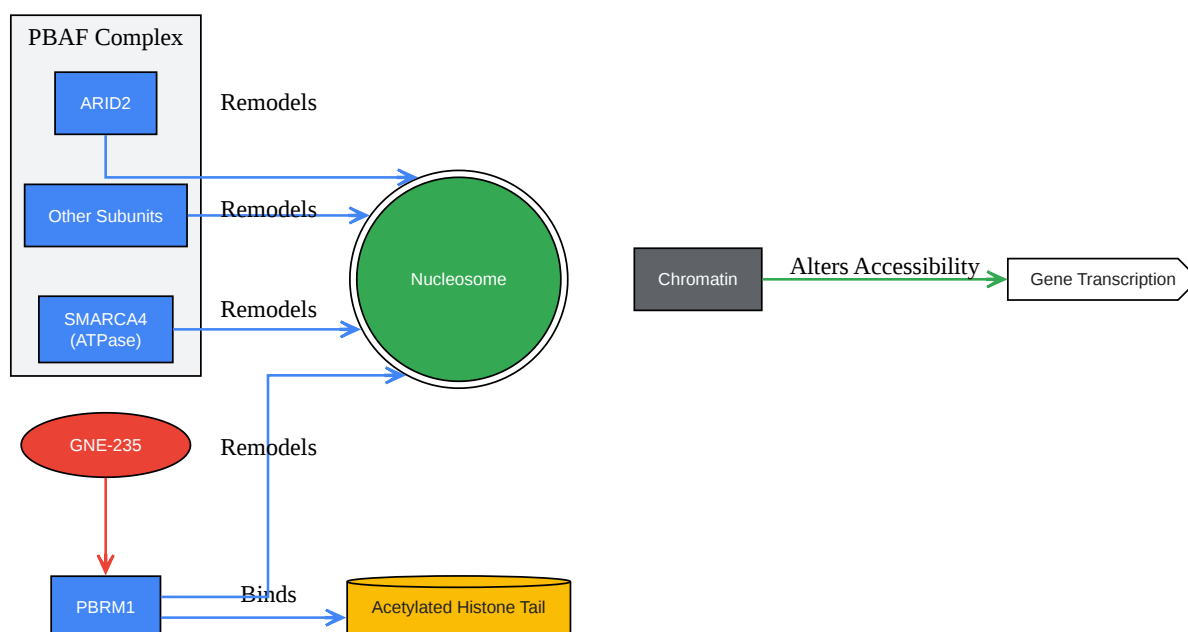 PBAF Complex
ARID2
Remodels
Other Subunits
Remodels
Nucleosome
Chromatin
Alters Accessibility
Gene Transcription
SMARCA4
(ATPase)
Remodels
GNE-235
Remodels
PBRM1
Binds
Acetylated Histone Tail